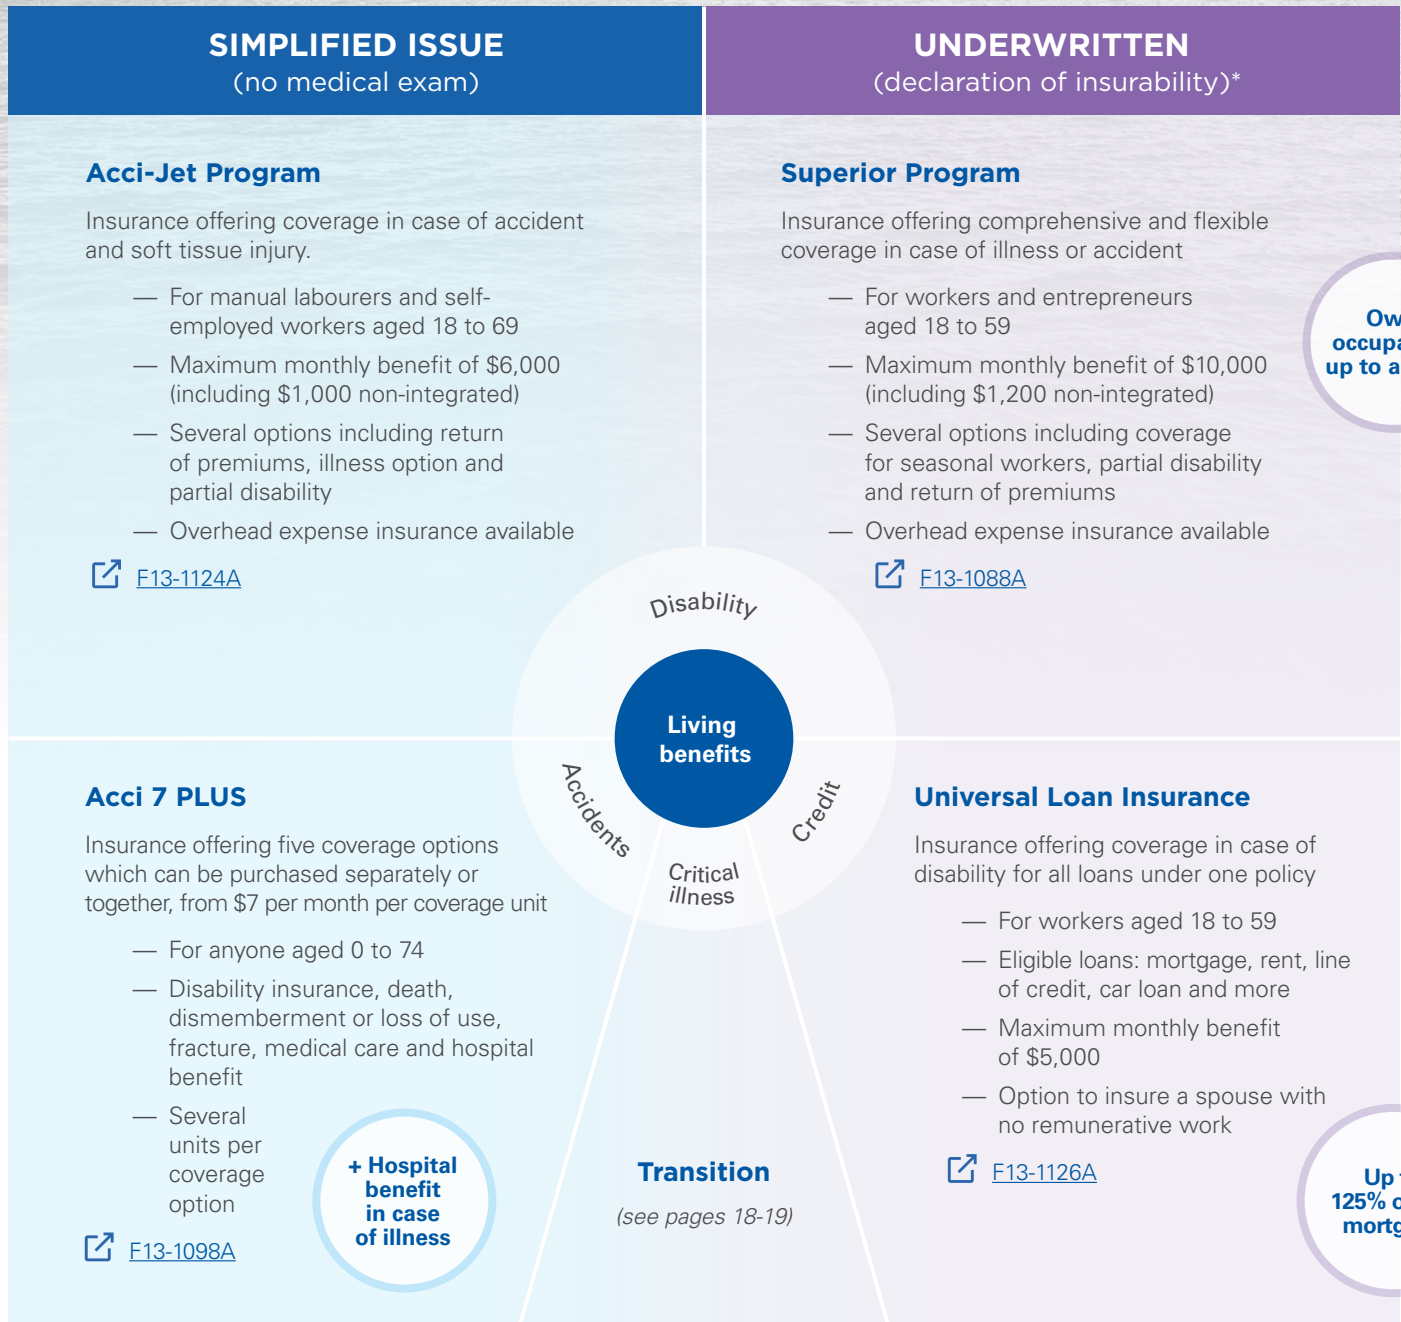 SIMPLIFIED ISSUE
(no medical exam)
UNDERWRITTEN
(declaration of insurability)*
Acci-Jet Program
Insurance offering coverage in case of accident
and soft tissue injury.
— For manual labourers and self-
employed workers aged 18 to 69
— Maximum monthly benefit of $6,000
(including $1,000 non-integrated)
— Several options including return
of premiums, illness option and
partial disability
— Overhead expense insurance available
F13-1124A
Superior Program
Insurance offering comprehensive and flexible
coverage in case of illness or accident
— For workers and entrepreneurs
aged 18 to 59
— Maximum monthly benefit of $10,000
(including $1,200 non-integrated)
— Several options including coverage
for seasonal workers, partial disability
and return of premiums
— Overhead expense insurance available
F13-1088A
up to a
Disability
Living
benefits
Accidents
Critical
illness
Credit
Acci 7 PLUS
Insurance offering five coverage options
which can be purchased separately or
together, from $7 per month per coverage unit
— For anyone aged 0 to 74
— Disability insurance, death,
dismemberment or loss of use,
fracture, medical care and hospital
benefit
— Several
units per
coverage
option
F13-1098A
+ Hospital
benefit
in case
of illness
Transition
(see pages 18-19)
Universal Loan Insurance
Insurance offering coverage in case of
disability for all loans under one policy
— For workers aged 18 to 59
— Eligible loans: mortgage, rent, line
of credit, car loan and more
— Maximum monthly benefit
of $5,000
— Option to insure a spouse with
no remunerative work
F13-1126A
Up
125%